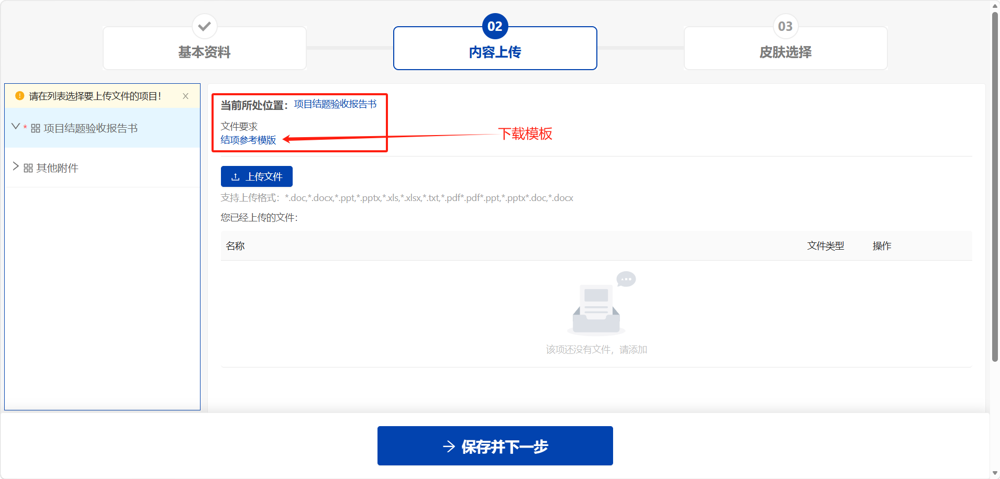 基本资料
02
内容上传
03
皮肤选择
请在列表选择要上传文件的项目！
* 项目结题验收报告书
其他附件
当前所处位置：项目结题验收报告书
文件要求
结项参考模版
下载模板
上传文件
支持上传格式：*.doc,*.docx,*.ppt,*.pptx,*.xls,*.xlsx,*.txt,*.pdf*.pdf*.ppt,*.pptx*.doc,*.docx
您已经上传的文件：
名称 文件类型 操作
该项还没有文件，请添加
保存并下一步